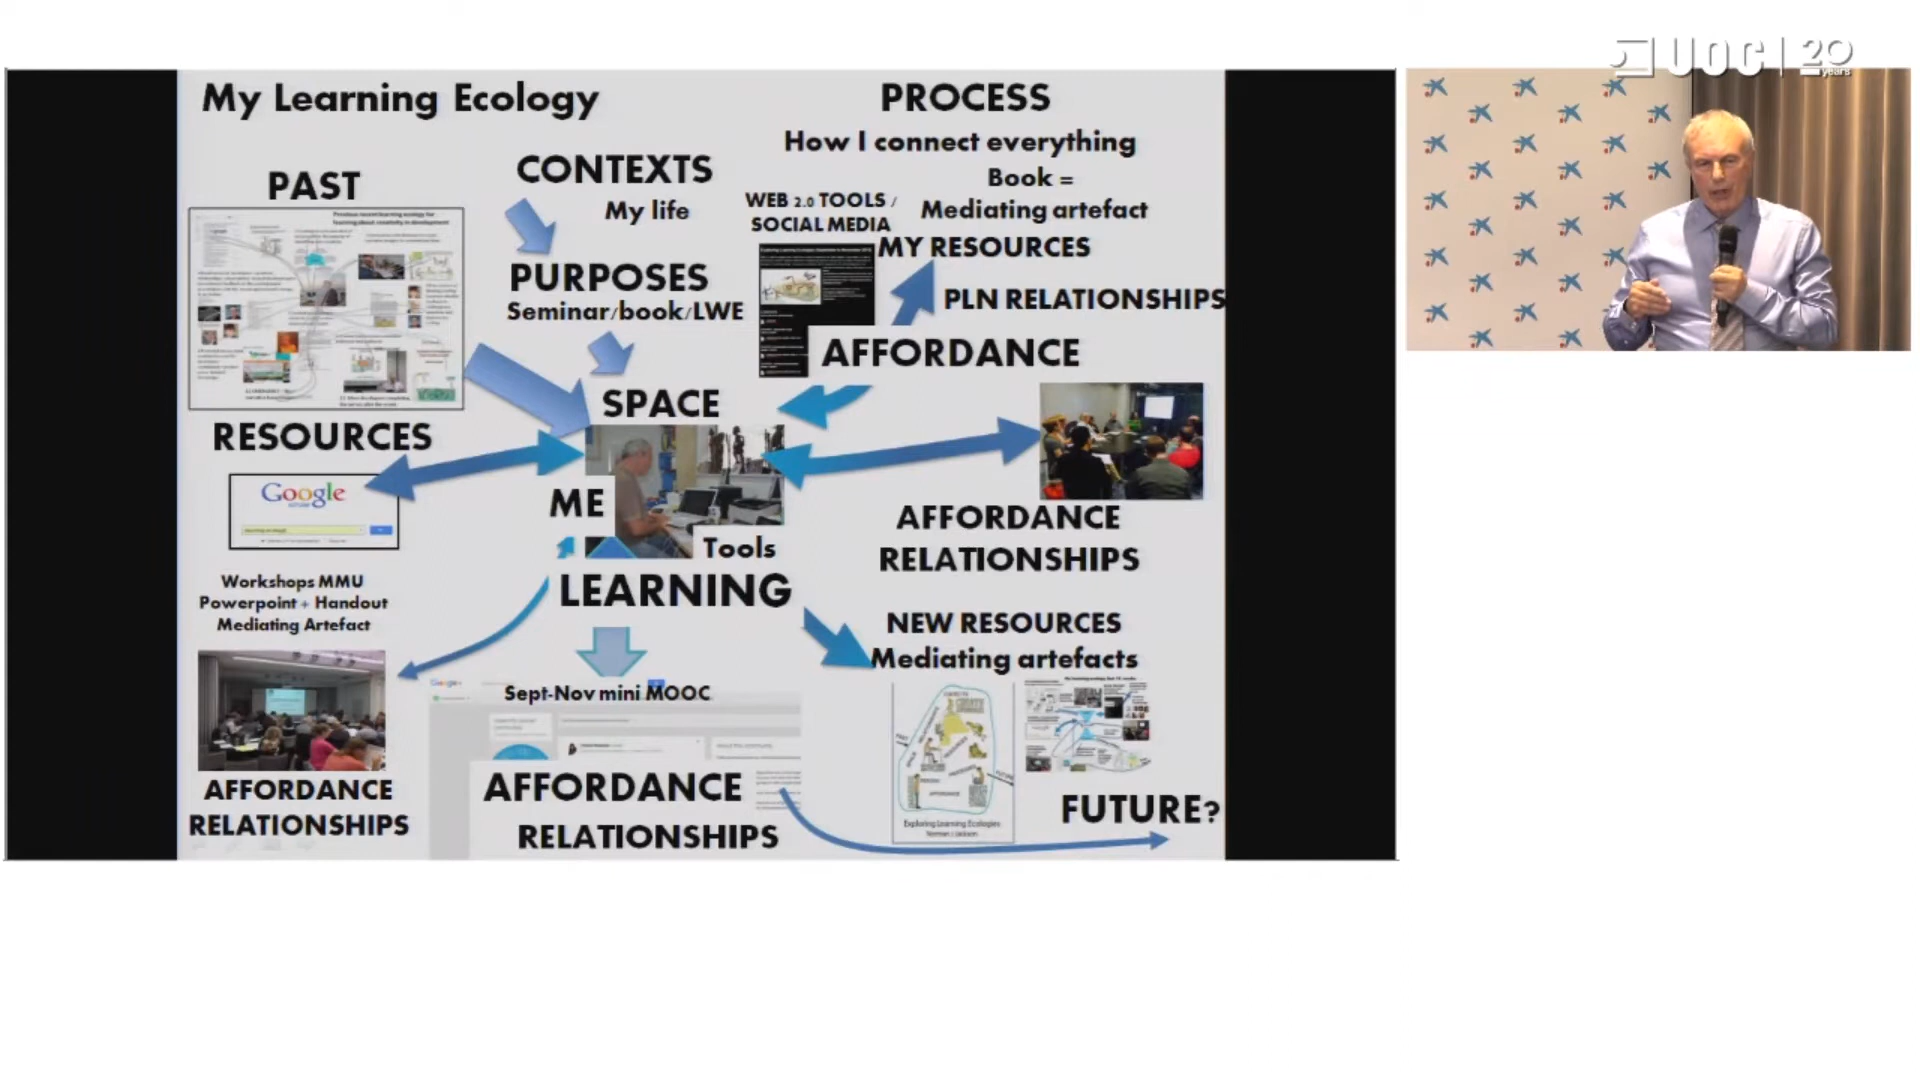 UOC 20
years
My Learning Ecology
PROCESS
How I connect everything
CONTEXTS
My life
Book =
Mediating artefact
PAST
WEB 2.0 TOOLS /
SOCIAL MEDIA
MY RESOURCES
PURPOSES
Seminar/book/LWE
PLN RELATIONSHIPS
AFFORDANCE
SPACE
RESOURCES
Google
ME
Tools
LEARNING
AFFORDANCE
RELATIONSHIPS
Workshops MMU
Powerpoint + Handout
Mediating Artefact
NEW RESOURCES
Mediating artefacts
Sept-Nov mini MOOC
Google
AFFORDANCE
RELATIONSHIPS
AFFORDANCE
RELATIONSHIPS
Exploring Learning Ecologies
Norman J Jackson
FUTURE?